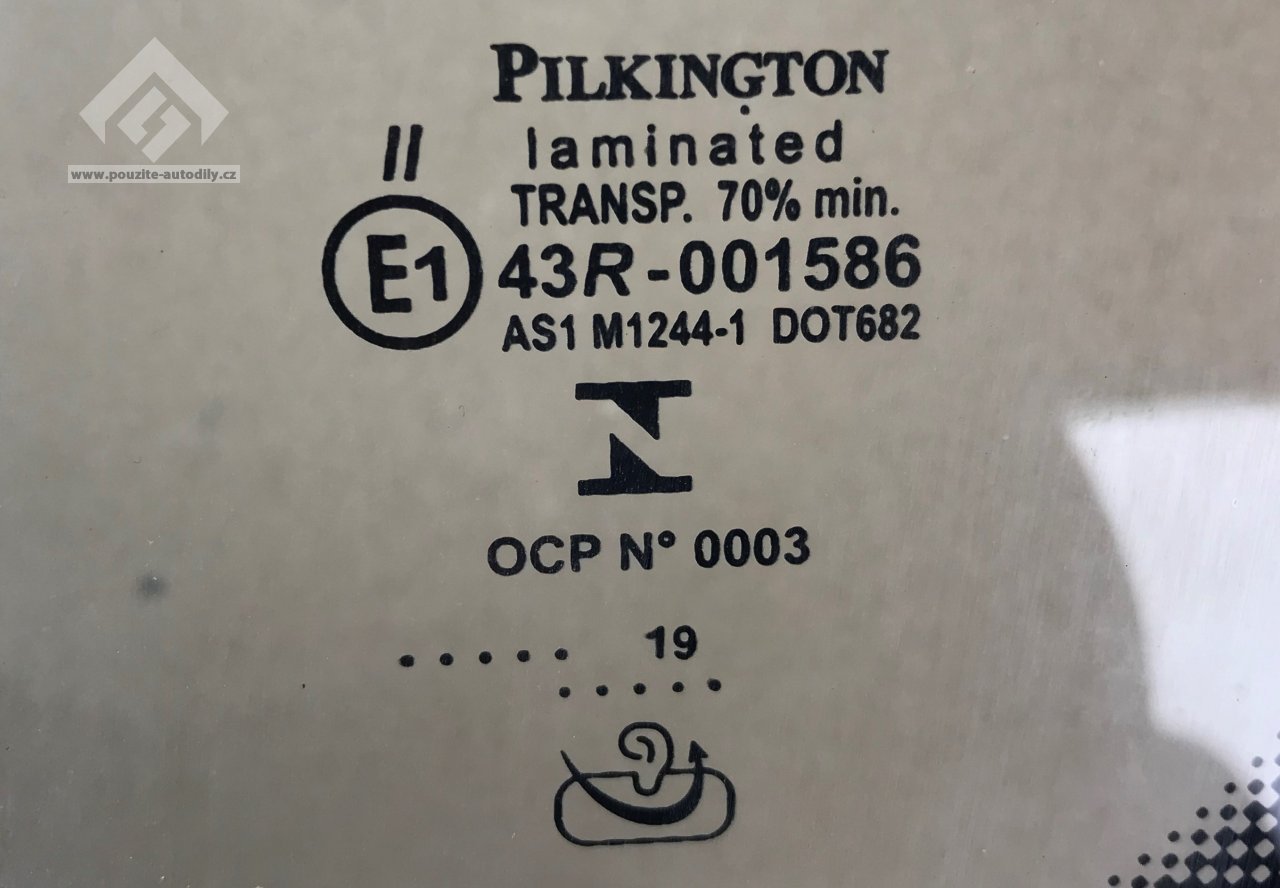 PILKINGTON
laminated
TRANSP. 70% min.
II
E1 43R-001586
AS1 M1244-1 DOT682
OCP N° 0003
..... 19
.....
www.pouzite-autodily.cz